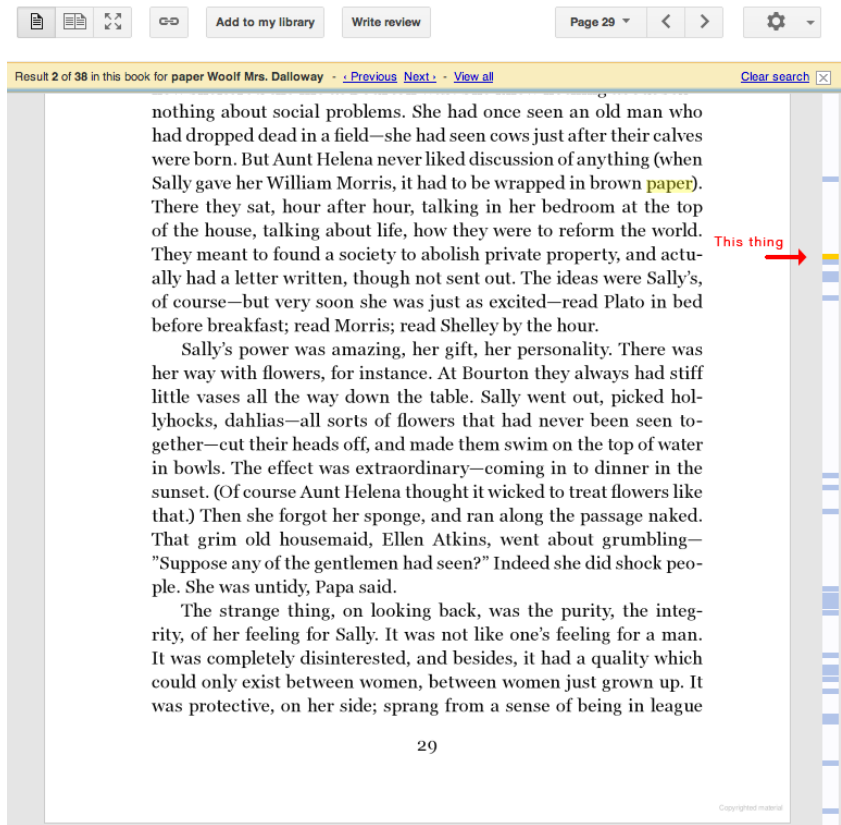 Add to my library
Write review
Page 29
Result 2 of 38 in this book for paper Woolf Mrs. Dalloway - ‹ Previous Next › - View all
Clear search
nothing about social problems. She had once seen an old man who
had dropped dead in a field—she had seen cows just after their calves
were born. But Aunt Helena never liked discussion of anything (when
Sally gave her William Morris, it had to be wrapped in brown paper).
There they sat, hour after hour, talking in her bedroom at the top
of the house, talking about life, how they were to reform the world.
This thing
They meant to found a society to abolish private property, and actu-
ally had a letter written, though not sent out. The ideas were Sally’s,
of course—but very soon she was just as excited—read Plato in bed
before breakfast; read Morris; read Shelley by the hour.
Sally’s power was amazing, her gift, her personality. There was
her way with flowers, for instance. At Bourton they always had stiff
little vases all the way down the table. Sally went out, picked hol-
lyhocks, dahlias—all sorts of flowers that had never been seen to-
gether—cut their heads off, and made them swim on the top of water
in bowls. The effect was extraordinary—coming in to dinner in the
sunset. (Of course Aunt Helena thought it wicked to treat flowers like
that.) Then she forgot her sponge, and ran along the passage naked.
That grim old housemaid, Ellen Atkins, went about grumbling—
”Suppose any of the gentlemen had seen?” Indeed she did shock peo-
ple. She was untidy, Papa said.
The strange thing, on looking back, was the purity, the integ-
rity, of her feeling for Sally. It was not like one’s feeling for a man.
It was completely disinterested, and besides, it had a quality which
could only exist between women, between women just grown up. It
was protective, on her side; sprang from a sense of being in league
29
Copyrighted material